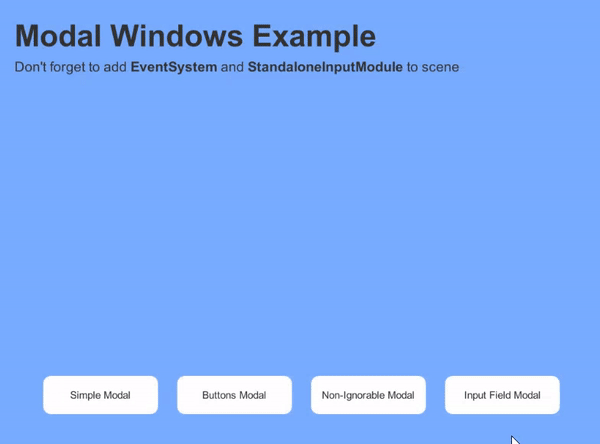 Modal Windows Example
Don't forget to add EventSystem and StandaloneInputModule to scene
Simple Modal
Buttons Modal
Non-Ignorable Modal
Input Field Modal